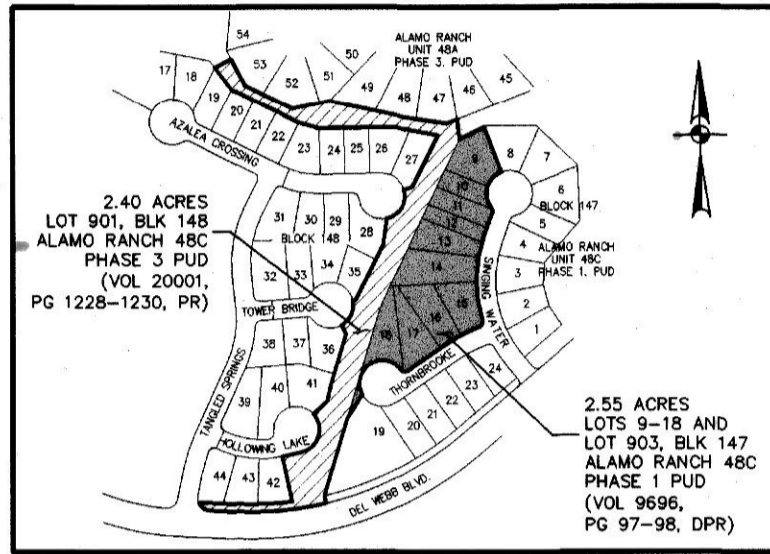 54
53
52
51
50
49
48
47
46
45
ALAMO RANCH
UNIT 48A
PHASE 3. PUD
17
18
19
20
21
22
23
24
25
26
27
AZALEA CROSSING
9
10
11
12
13
14
15
16
17
18
8
7
6
BLOCK 147
5
4
3
2
1
ALAMO RANCH
UNIT 48C
PHASE 1. PUD
SINGING WATER
2.40 ACRES
LOT 901, BLK 148
ALAMO RANCH 48C
PHASE 3 PUD
(VOL 20001,
PG 1228-1230, PR)
31
30
29
28
BLOCK 148
32
33
34
35
TOWER BRIDGE
38
37
36
39
40
41
TANGLED SPRINGS
HOLLOWING LAKE
44
43
42
THORNBROOKE
19
20
21
22
23
24
DEL WEBB BLVD.
2.55 ACRES
LOTS 9-18 AND
LOT 903, BLK 147
ALAMO RANCH 48C
PHASE 1 PUD
(VOL 9696,
PG 97-98, DPR)